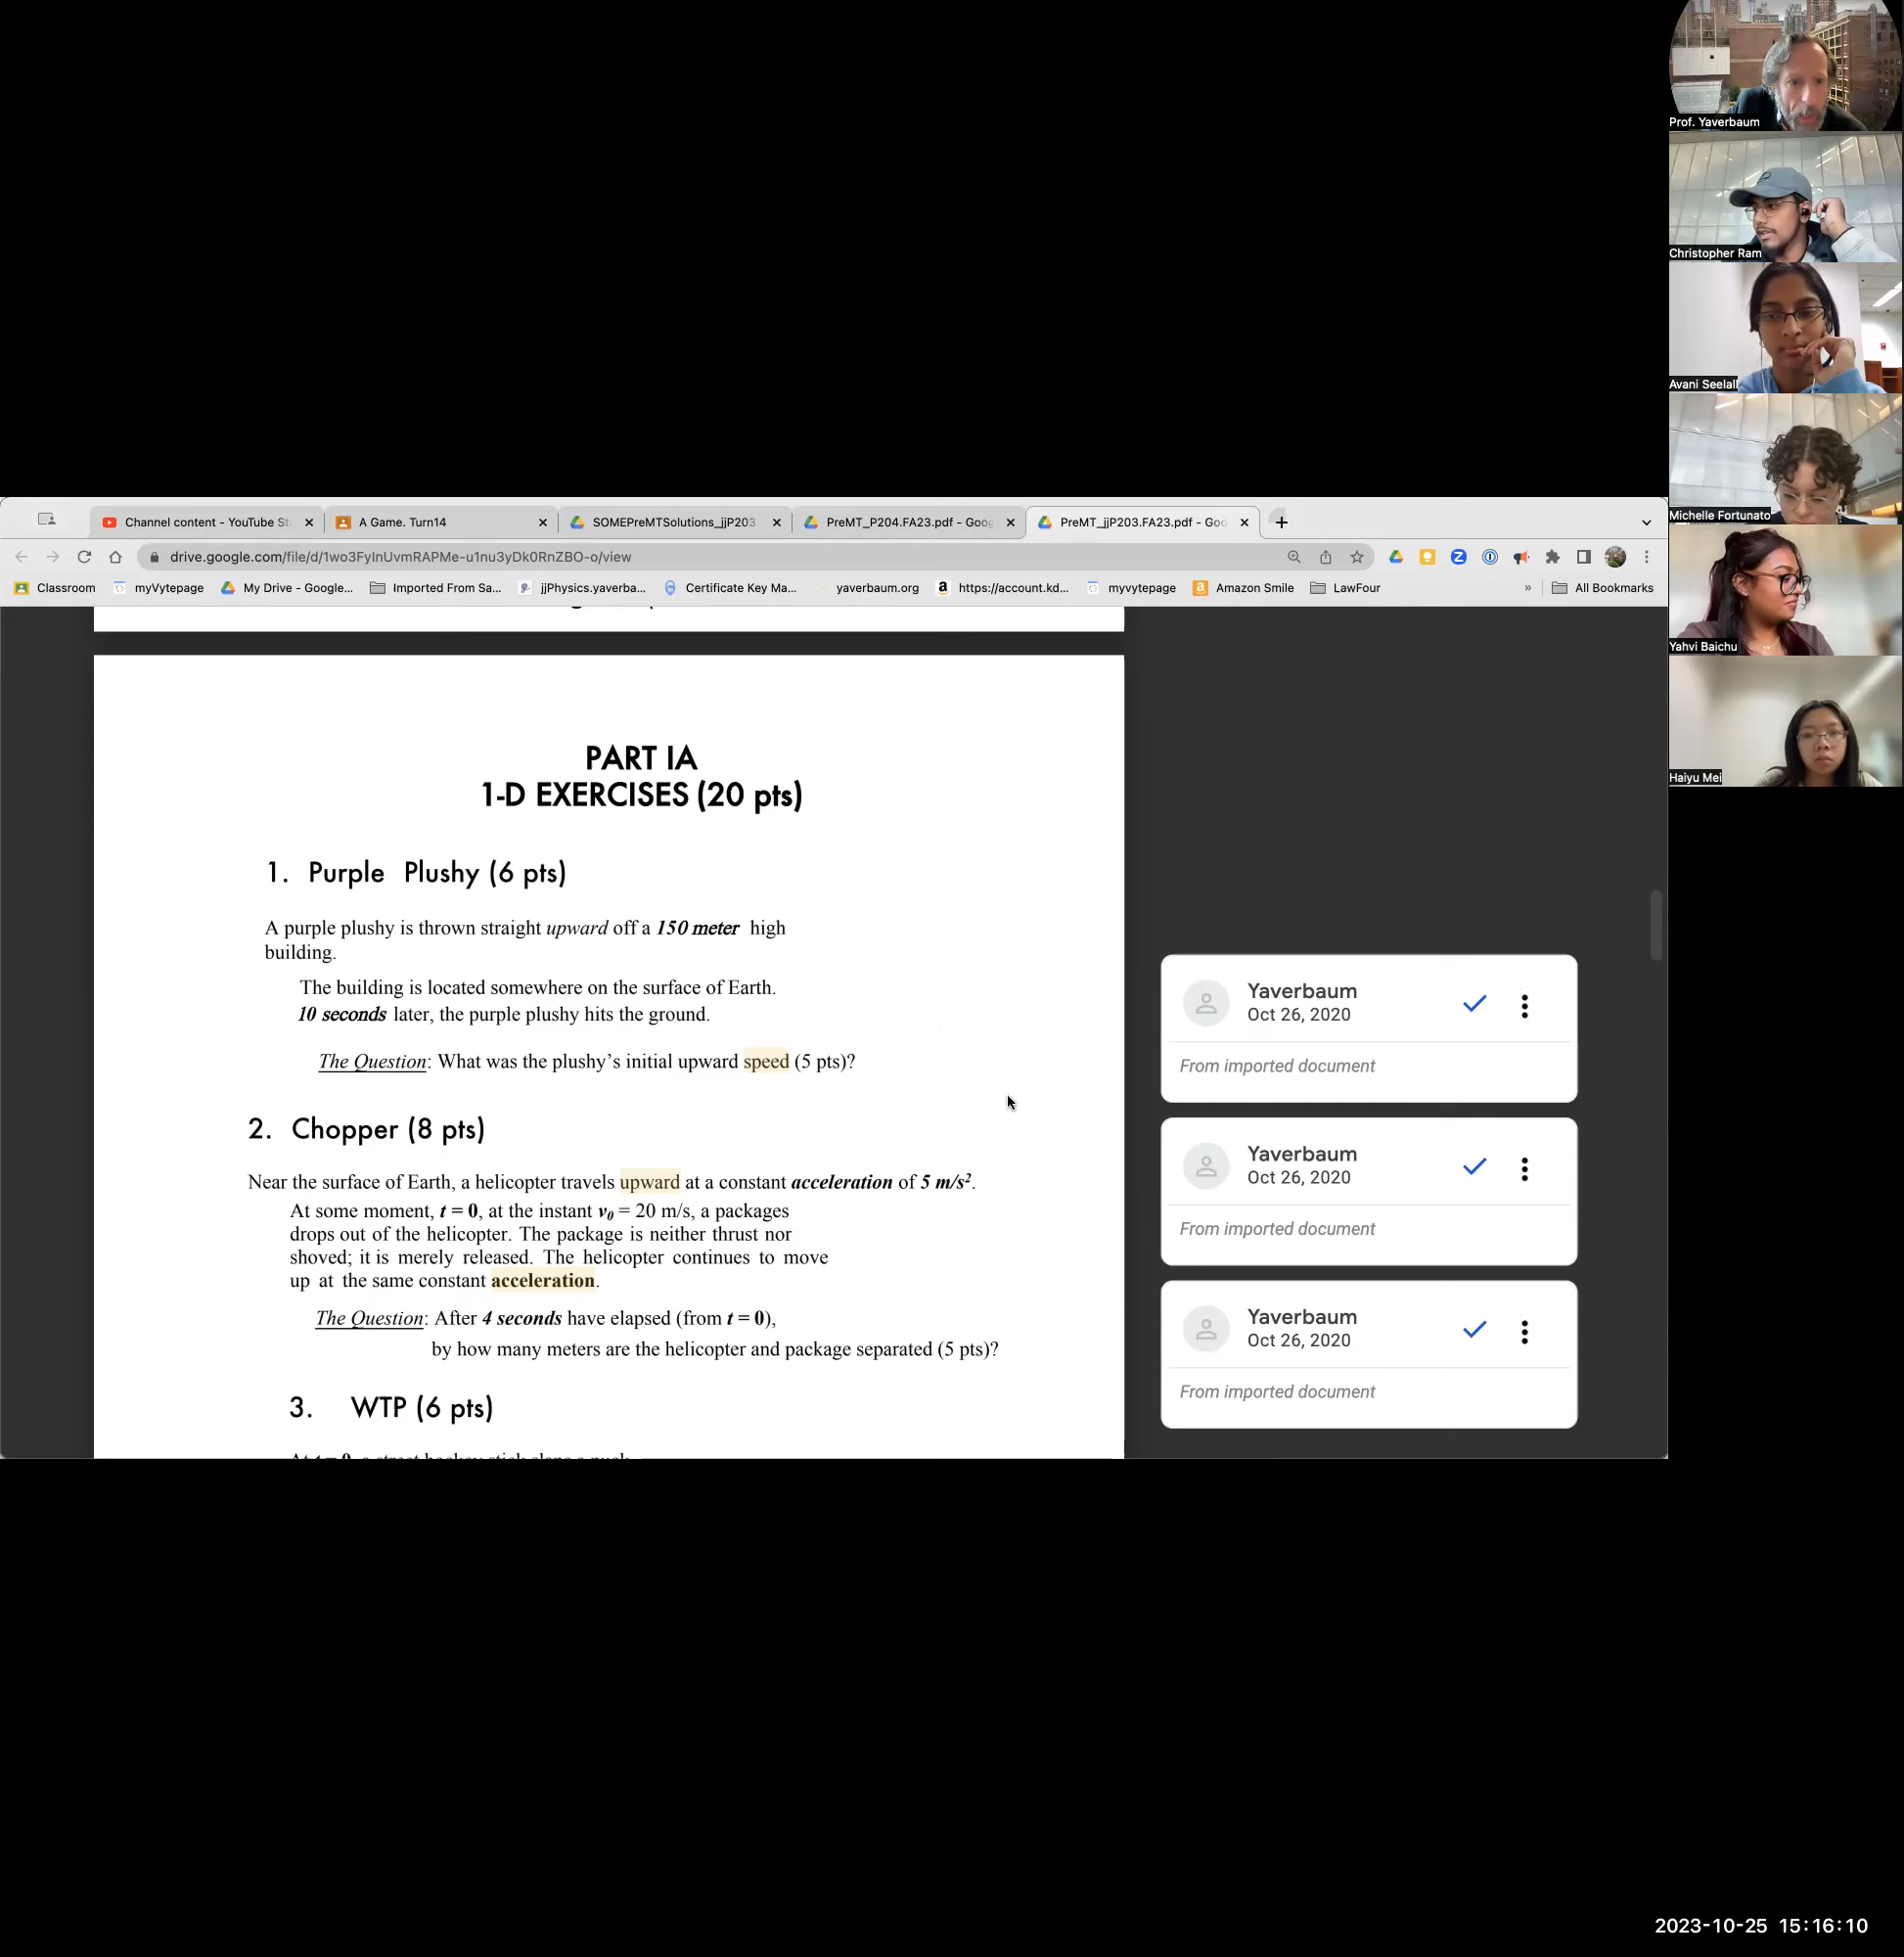 Prof. Yaverbaum
Christopher Ram
Avani Seelall
Michelle Fortunato
Yahvi Baichu
Haiyu Mei
Channel content - YouTube St
A Game. Turn14
SOMEPreMTSolutions_jjP203
PreMT_P204.FA23.pdf - Goog
PreMT_jjP203.FA23.pdf - Goo
Classroom
myVytepage
My Drive - Google...
Imported From Sa...
jjPhysics.yaverba...
Certificate Key Ma...
yaverbaum.org
https://account.kd...
myvytepage
Amazon Smile
LawFour
»
All Bookmarks
PART IA
1-D EXERCISES (20 pts)
1. Purple Plushy (6 pts)
A purple plushy is thrown straight upward off a 150 meter high
building.
The building is located somewhere on the surface of Earth.
10 seconds later, the purple plushy hits the ground.
The Question: What was the plushy's initial upward speed (5 pts)?
2. Chopper (8 pts)
Near the surface of Earth, a helicopter travels upward at a constant acceleration of 5 m/s².
At some moment, t = 0, at the instant v₀ = 20 m/s, a packages
drops out of the helicopter. The package is neither thrust nor
shoved; it is merely released. The helicopter continues to move
up at the same constant acceleration.
The Question: After 4 seconds have elapsed (from t = 0),
by how many meters are the helicopter and package separated (5 pts)?
3. WTP (6 pts)
Yaverbaum
Oct 26, 2020
From imported document
Yaverbaum
Oct 26, 2020
From imported document
Yaverbaum
Oct 26, 2020
From imported document
2023-10-25 15:16:10